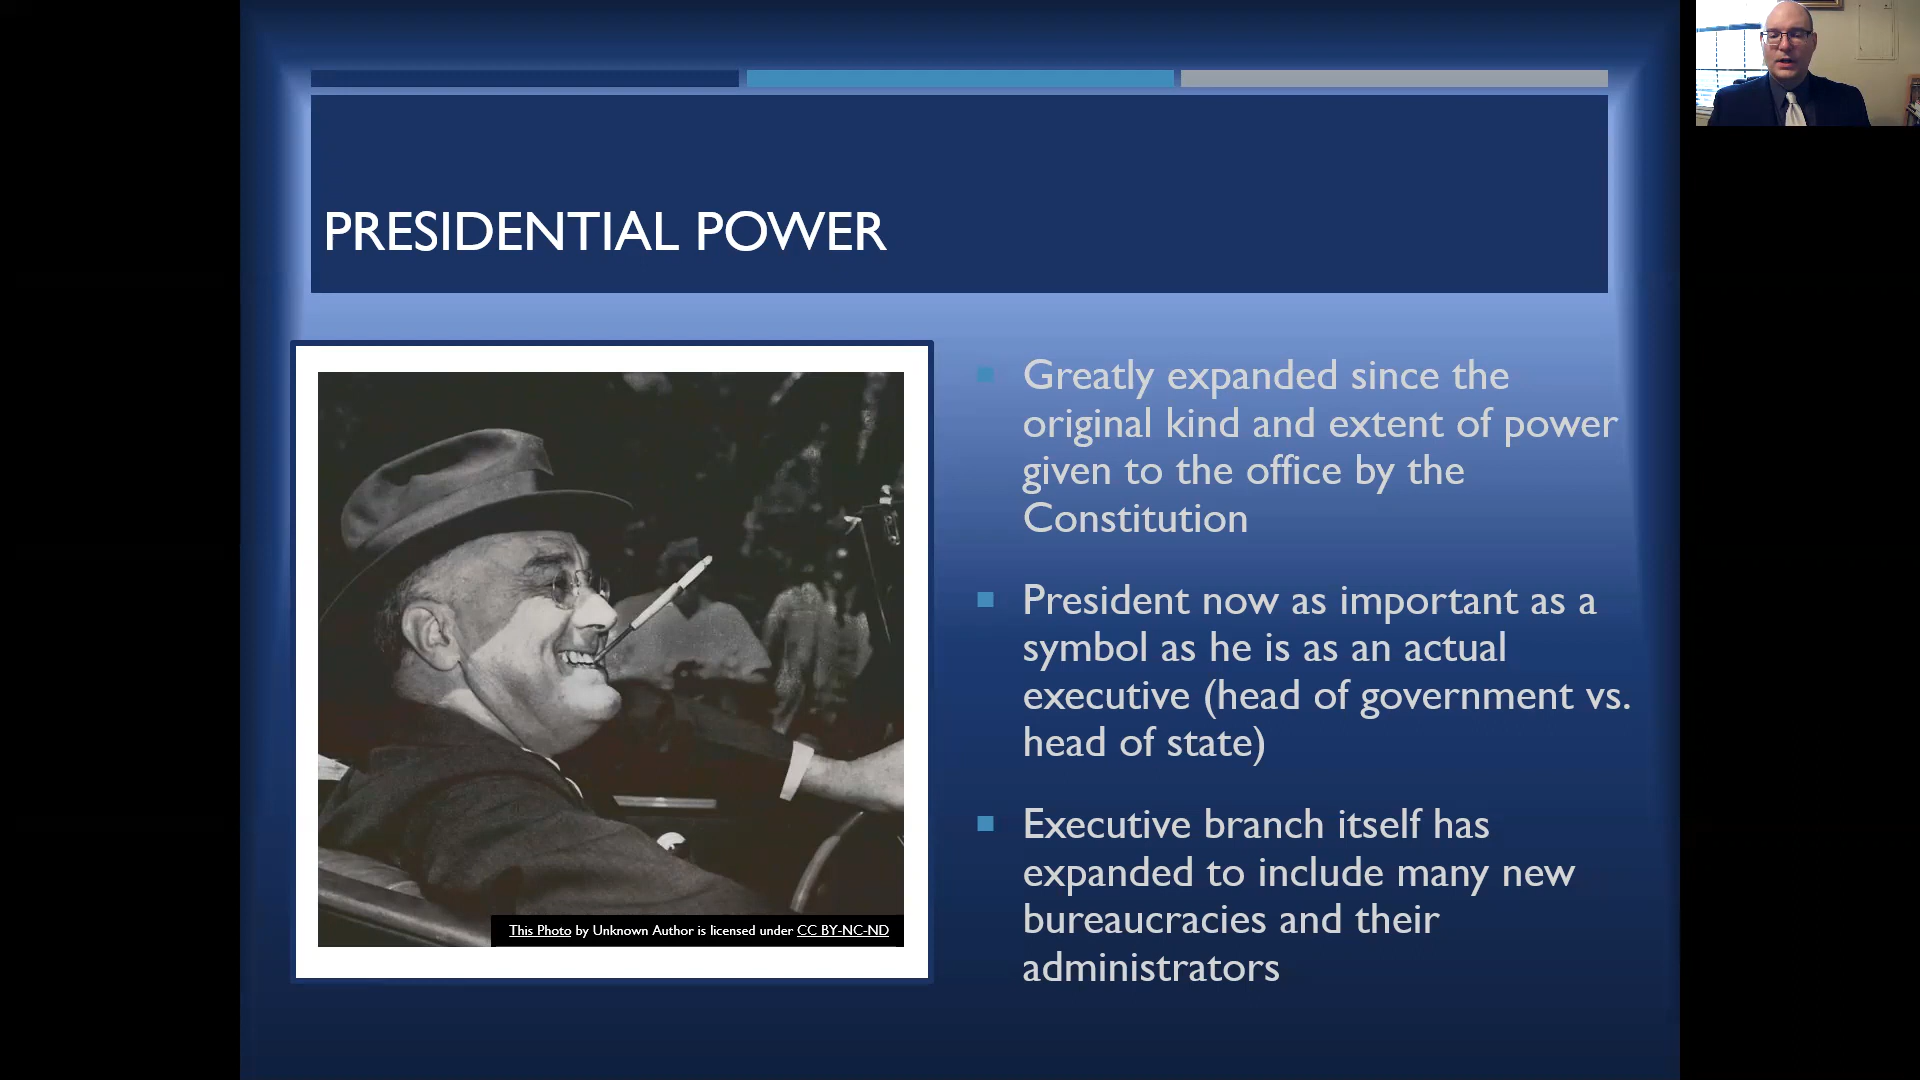 PRESIDENTIAL POWER
Greatly expanded since the
original kind and extent of power
given to the office by the
Constitution
President now as important as a
symbol as he is as an actual
executive (head of government vs.
head of state)
Executive branch itself has
expanded to include many new
bureaucracies and their
administrators
This Photo by Unknown Author is licensed under CC BY-NC-ND